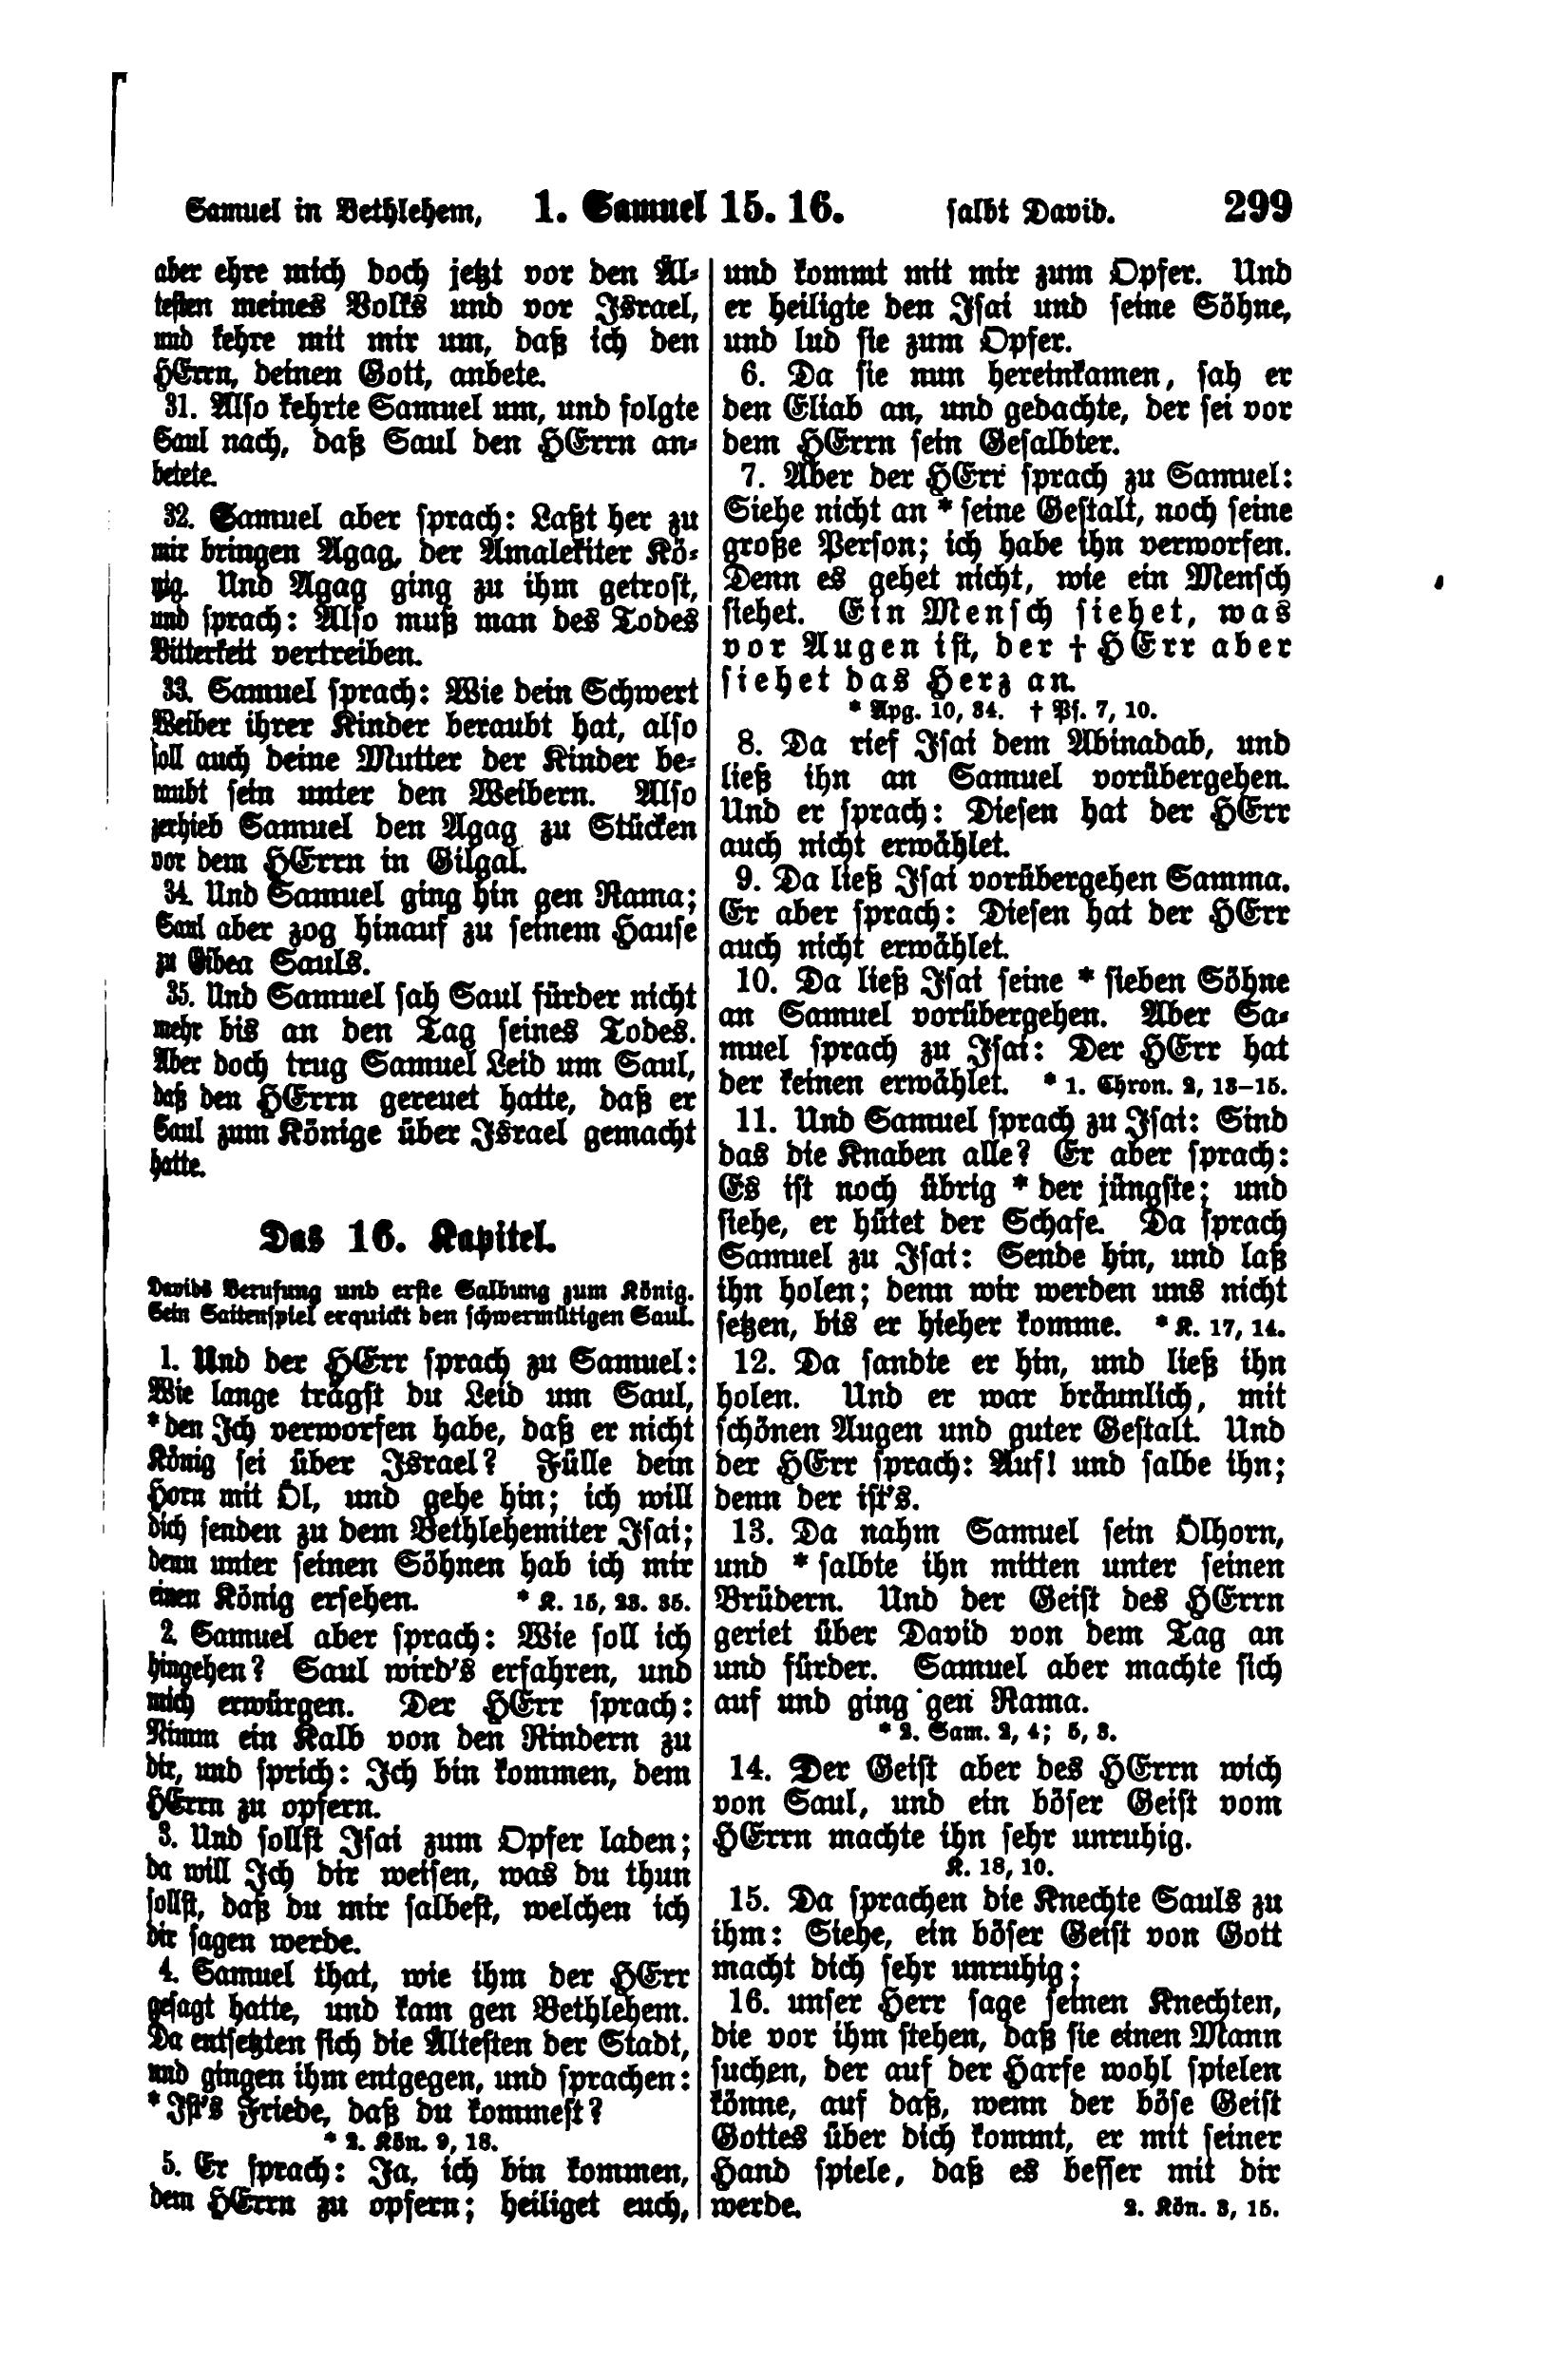 Samuel in Bethlehem, 1. Samuel 15. 16. ſalbt David. 299
aber ehre mich doch jetzt vor den Äl⸗
teſten meines Volks und vor Israel,
und kehre mit mir um, daß ich den
HErrn, deinen Gott, anbete.
31. Alſo kehrte Samuel um, und folgte
Saul nach, daß Saul den HErrn an⸗
betete.
32. Samuel aber ſprach: Laßt her zu
mir bringen Agag, der Amalekiter Kö⸗
nig. Und Agag ging zu ihm getroſt,
und ſprach: Alſo muß man des Todes
Bitterkeit vertreiben.
33. Samuel ſprach: Wie dein Schwert
Weiber ihrer Kinder beraubt hat, alſo
ſoll auch deine Mutter der Kinder be⸗
raubt ſein unter den Weibern. Alſo
zerhieb Samuel den Agag zu Stücken
vor dem HErrn in Gilgal.
34. Und Samuel ging hin gen Rama;
Saul aber zog hinauf zu ſeinem Hauſe
zu Gibea Sauls.
35. Und Samuel ſah Saul fürder nicht
mehr bis an den Tag ſeines Todes.
Aber doch trug Samuel Leid um Saul,
daß den HErrn gereuet hatte, daß er
Saul zum Könige über Israel gemacht
hatte.
Das 16. Kapitel.
Davids Berufung und erſte Salbung zum König.
Sein Saitenſpiel erquickt den ſchwermütigen Saul.
1. Und der HErr ſprach zu Samuel:
Wie lange trägſt du Leid um Saul,
*den Ich verworfen habe, daß er nicht
König ſei über Israel? Fülle dein
Horn mit Öl, und gehe hin; ich will
dich ſenden zu dem Bethlehemiter Iſai;
denn unter ſeinen Söhnen hab ich mir
einen König erſehen. * K. 15, 23. 35.
2. Samuel aber ſprach: Wie ſoll ich
hingehen? Saul wird's erfahren, und
mich erwürgen. Der HErr ſprach:
Nimm ein Kalb von den Rindern zu
dir, und ſprich: Ich bin kommen, dem
HErrn zu opfern.
3. Und ſollſt Iſai zum Opfer laden;
da will Ich dir weiſen, was du thun
ſollſt, daß du mir ſalbeſt, welchen ich
dir ſagen werde.
4. Samuel that, wie ihm der HErr
geſagt hatte, und kam gen Bethlehem.
Da entſetzten ſich die Älteſten der Stadt,
und gingen ihm entgegen, und ſprachen:
*Iſt's Friede, daß du kommeſt?
* 2. Kön. 9, 18.
5. Er ſprach: Ja, ich bin kommen,
dem HErrn zu opfern; heiliget euch,
und kommt mit mir zum Opfer. Und
er heiligte den Iſai und ſeine Söhne,
und lud ſie zum Opfer.
6. Da ſie nun hereinkamen, ſah er
den Eliab an, und gedachte, der ſei vor
dem HErrn ſein Geſalbter.
7. Aber der HErr ſprach zu Samuel:
Siehe nicht an * ſeine Geſtalt, noch ſeine
große Perſon; ich habe ihn verworfen.
Denn es gehet nicht, wie ein Menſch
ſiehet. Ein Menſch ſiehet, was
vor Augen iſt, der † HErr aber
ſiehet das Herz an.
* Apg. 10, 34. † Pſ. 7, 10.
8. Da rief Iſai dem Abinadab, und
ließ ihn an Samuel vorübergehen.
Und er ſprach: Dieſen hat der HErr
auch nicht erwählet.
9. Da ließ Iſai vorübergehen Samma.
Er aber ſprach: Dieſen hat der HErr
auch nicht erwählet.
10. Da ließ Iſai ſeine * ſieben Söhne
an Samuel vorübergehen. Aber Sa⸗
muel ſprach zu Iſai: Der HErr hat
der keinen erwählet. * 1. Chron. 2, 13–15.
11. Und Samuel ſprach zu Iſai: Sind
das die Knaben alle? Er aber ſprach:
Es iſt noch übrig * der jüngſte; und
ſiehe, er hütet der Schafe. Da ſprach
Samuel zu Iſai: Sende hin, und laß
ihn holen; denn wir werden uns nicht
ſetzen, bis er hieher komme. * K. 17, 14.
12. Da ſandte er hin, und ließ ihn
holen. Und er war bräunlich, mit
ſchönen Augen und guter Geſtalt. Und
der HErr ſprach: Auf! und ſalbe ihn;
denn der iſt's.
13. Da nahm Samuel ſein Ölhorn,
und * ſalbte ihn mitten unter ſeinen
Brüdern. Und der Geiſt des HErrn
geriet über David von dem Tag an
und fürder. Samuel aber machte ſich
auf und ging gen Rama.
* 2. Sam. 2, 4; 5, 3.
14. Der Geiſt aber des HErrn wich
von Saul, und ein böſer Geiſt vom
HErrn machte ihn ſehr unruhig.
K. 18, 10.
15. Da ſprachen die Knechte Sauls zu
ihm: Siehe, ein böſer Geiſt von Gott
macht dich ſehr unruhig;
16. unſer Herr ſage ſeinen Knechten,
die vor ihm ſtehen, daß ſie einen Mann
ſuchen, der auf der Harfe wohl ſpielen
könne, auf daß, wenn der böſe Geiſt
Gottes über dich kommt, er mit ſeiner
Hand ſpiele, daß es beſſer mit dir
werde. 2. Kön. 3, 15.